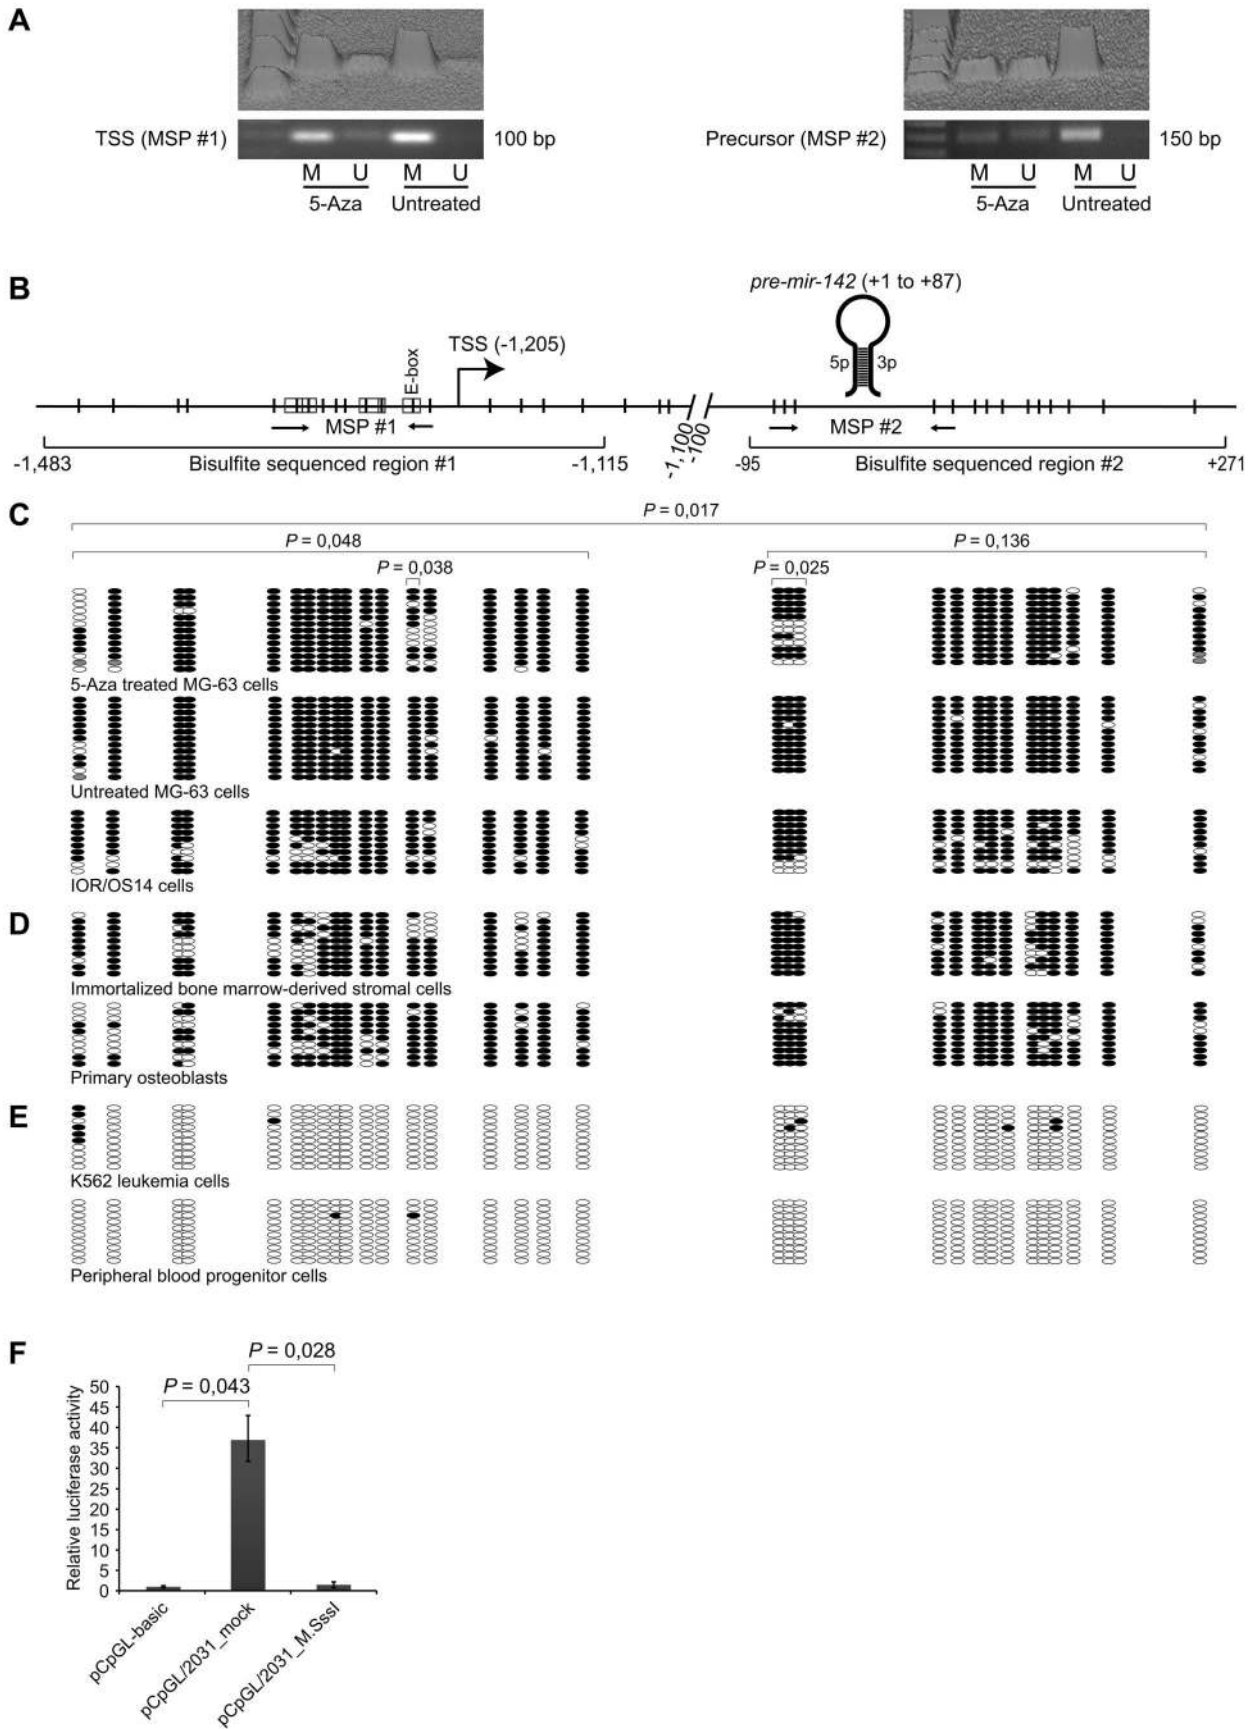 A
TSS (MSP #1)
100 bp
M U M U
5-Aza Untreated
Precursor (MSP #2)
150 bp
M U M U
5-Aza Untreated
B
pre-mir-142 (+1 to +87)
TSS (-1,205)
E-box
5p 3p
MSP #1
MSP #2
-1,100
-100
-1,483 Bisulfite sequenced region #1 -1,115
-95 Bisulfite sequenced region #2 +271
C
P = 0,017
P = 0,048
P = 0,136
P = 0,038
P = 0,025
5-Aza treated MG-63 cells
Untreated MG-63 cells
IOR/OS14 cells
D
Immortalized bone marrow-derived stromal cells
Primary osteoblasts
E
K562 leukemia cells
Peripheral blood progenitor cells
F
P = 0,028
P = 0,043
Relative luciferase activity
50
45
40
35
30
25
20
15
10
5
0
pCpGL-basic
pCpGL/2031_mock
pCpGL/2031_M.SssI